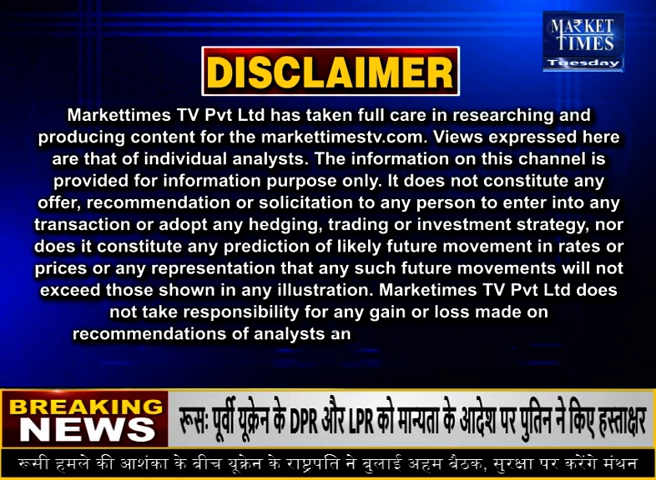 MARKET
TIMES
Tuesday
DISCLAIMER
Markettimes TV Pvt Ltd has taken full care in researching and
producing content for the markettimestv.com. Views expressed here
are that of individual analysts. The information on this channel is
provided for information purpose only. It does not constitute any
offer, recommendation or solicitation to any person to enter into any
transaction or adopt any hedging, trading or investment strategy, nor
does it constitute any prediction of likely future movement in rates or
prices or any representation that any such future movements will not
exceed those shown in any illustration. Marketimes TV Pvt Ltd does
not take responsibility for any gain or loss made on
recommendations of analysts an
BREAKING
NEWS
रूसः पूर्वी यूक्रेन के DPR और LPR को मान्यता के आदेश पर पुतिन ने किए हस्ताक्षर
रूसी हमले की आशंका के बीच यूक्रेन के राष्ट्रपति ने बुलाई अहम बैठक, सुरक्षा पर करेंगे मंथन